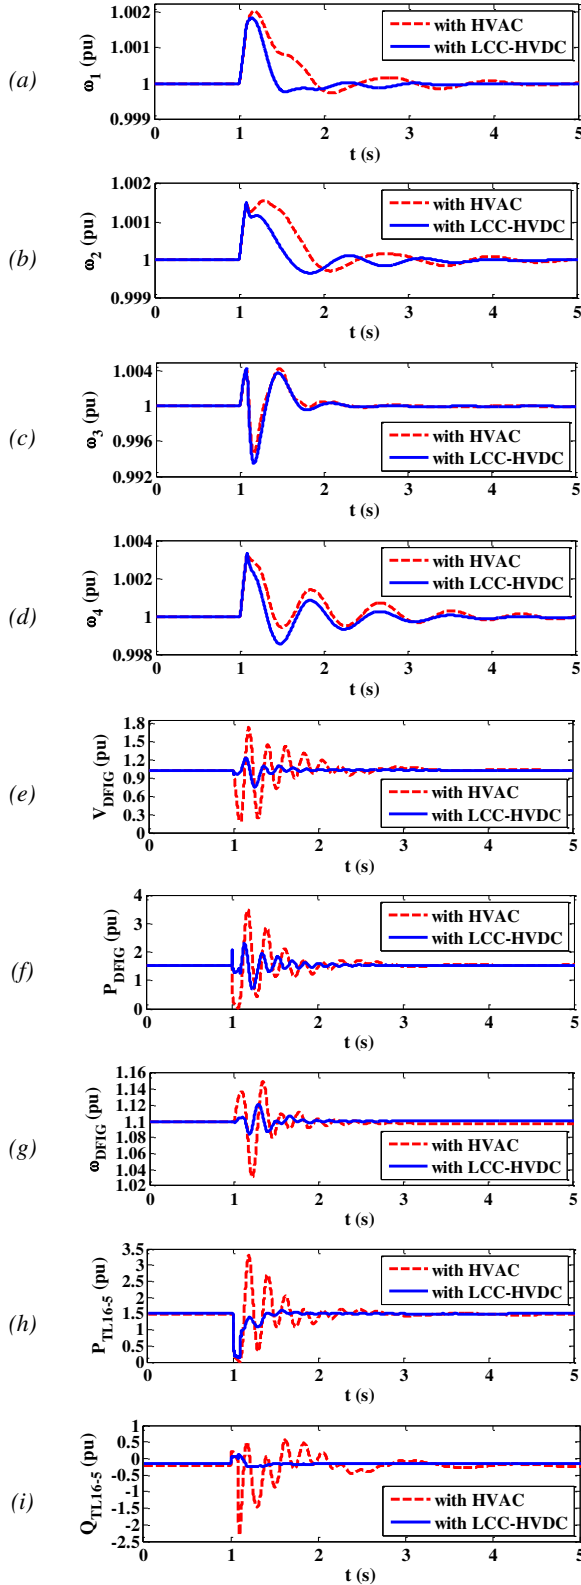 (a)
ω1 (pu)
1.002
1.002
1
0.999
with HVAC
with LCC-HVDC
0 1 2 3 4 5
t (s)
(b)
ω2 (pu)
1.002
1.001
1
0.999
with HVAC
with LCC-HVDC
0 1 2 3 4 5
t (s)
(c)
ω3 (pu)
1.004
1
0.996
0.992
with HVAC
with LCC-HVDC
0 1 2 3 4 5
t (s)
(d)
ω4 (pu)
1.004
1.002
1
0.998
with HVAC
with LCC-HVDC
0 1 2 3 4 5
t (s)
(e)
VDFIG (pu)
1.8
1.5
1.2
0.9
0.6
0.3
0
with HVAC
with LCC-HVDC
0 1 2 3 4 5
t (s)
(f)
PDFIG (pu)
4
3
2
1
0
with HVAC
with LCC-HVDC
0 1 2 3 4 5
t (s)
(g)
ωDFIG (pu)
1.16
1.14
1.12
1.1
1.08
1.06
1.04
1.02
with HVAC
with LCC-HVDC
0 1 2 3 4 5
t (s)
(h)
PTL16-5 (pu)
3.5
3
2.5
2
1.5
1
0.5
0
with HVAC
with LCC-HVDC
0 1 2 3 4 5
t (s)
(i)
QTL16-5 (pu)
1
0.5
0
-0.5
-1
-1.5
-2
-2.5
with HVAC
with LCC-HVDC
0 1 2 3 4 5
t (s)